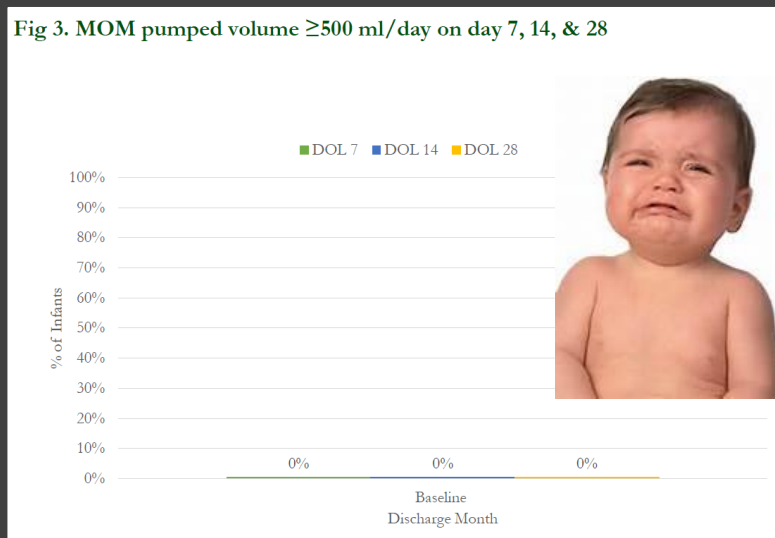 Fig 3. MOM pumped volume ≥500 ml/day on day 7, 14, & 28
DOL 7 DOL 14 DOL 28
100%
90%
80%
70%
60%
50%
40%
30%
20%
10%
0%
% of Infants
0% 0% 0%
Baseline
Discharge Month